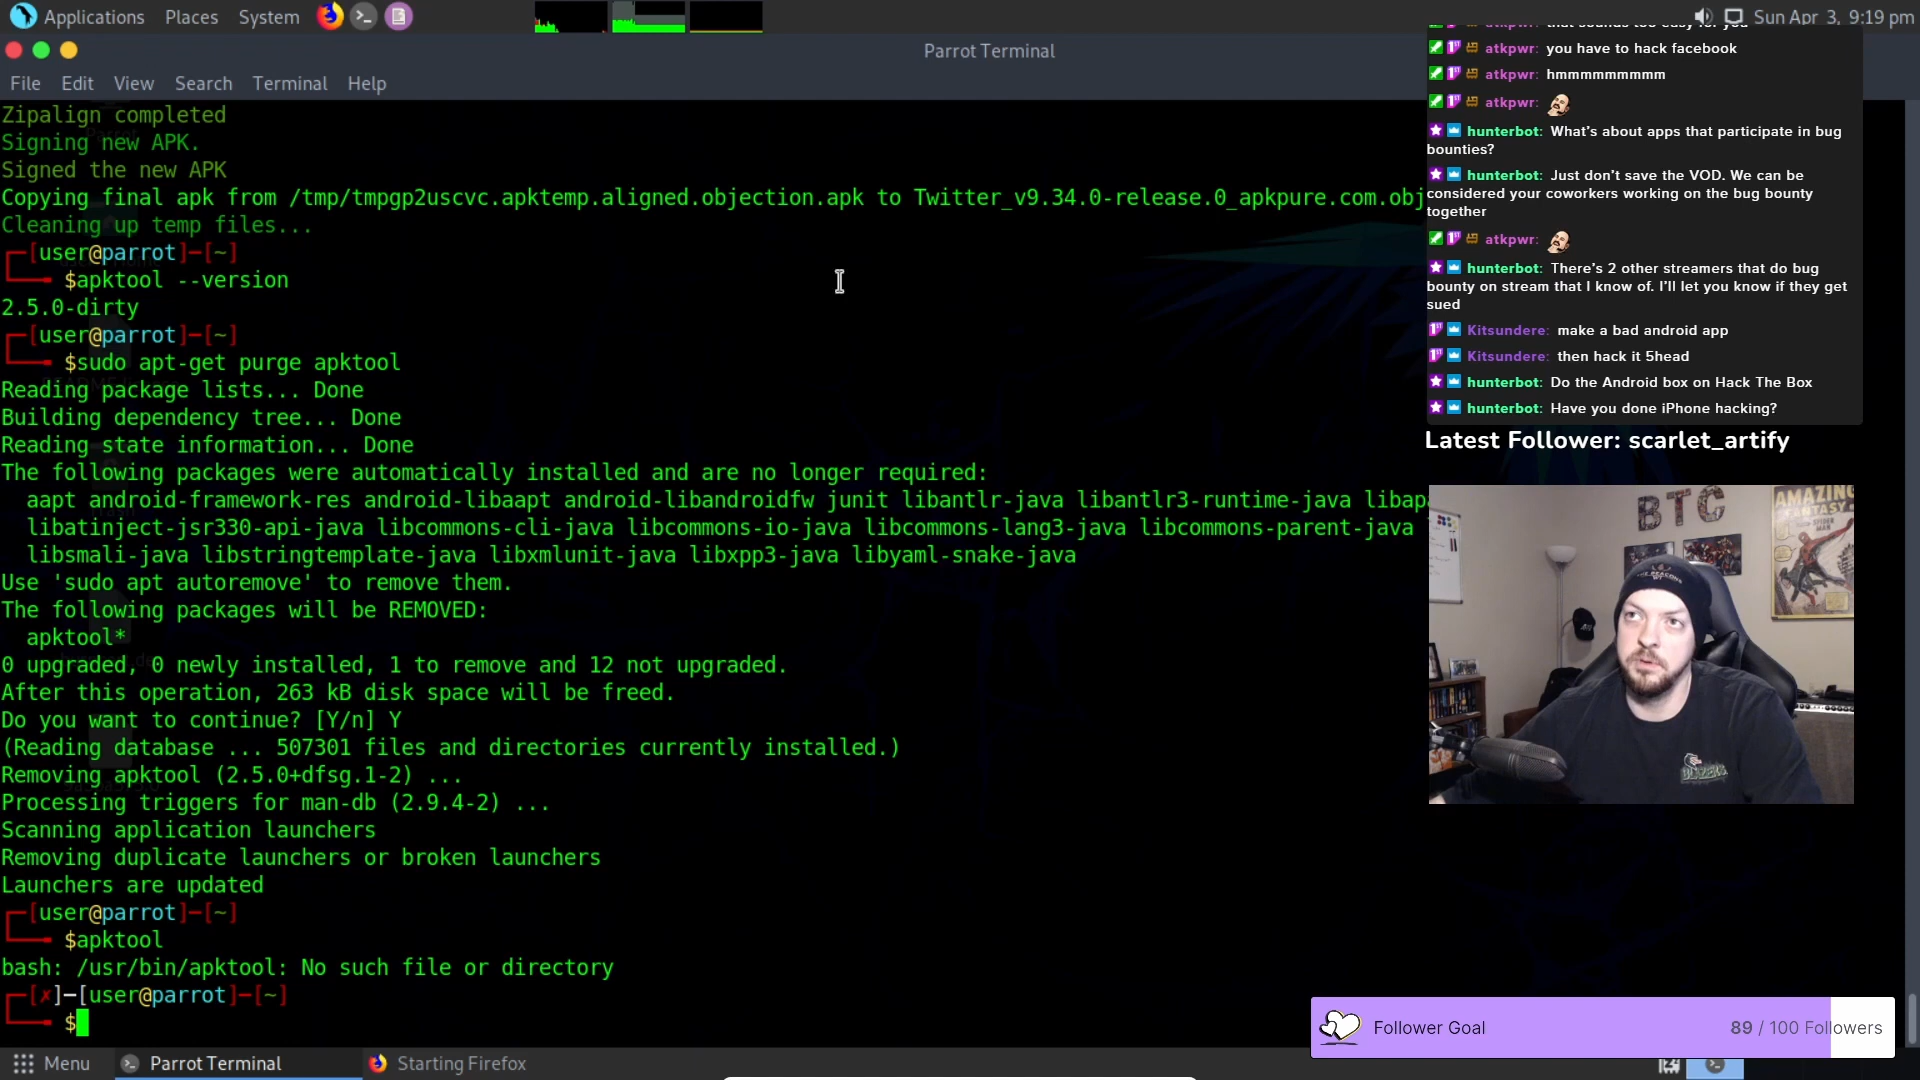 Applications Places System
Sun Apr 3, 9:19 pm
Parrot Terminal
File Edit View Search Terminal Help
Zipalign completed
Signing new APK.
Signed the new APK
Copying final apk from /tmp/tmpgp2uscvc.apktemp.aligned.objection.apk to Twitter_v9.34.0-release.0_apkpure.com.obj
Cleaning up temp files...
[user@parrot]-[~]
$apktool --version
2.5.0-dirty
[user@parrot]-[~]
$sudo apt-get purge apktool
Reading package lists... Done
Building dependency tree... Done
Reading state information... Done
The following packages were automatically installed and are no longer required:
aapt android-framework-res android-libaapt android-libandroidfw junit libantlr-java libantlr3-runtime-java libap
libatinject-jsr330-api-java libcommons-cli-java libcommons-io-java libcommons-lang3-java libcommons-parent-java
libsmali-java libstringtemplate-java libxmlunit-java libxpp3-java libyaml-snake-java
Use 'sudo apt autoremove' to remove them.
The following packages will be REMOVED:
apktool*
0 upgraded, 0 newly installed, 1 to remove and 12 not upgraded.
After this operation, 263 kB disk space will be freed.
Do you want to continue? [Y/n] Y
(Reading database ... 507301 files and directories currently installed.)
Removing apktool (2.5.0+dfsg.1-2) ...
Processing triggers for man-db (2.9.4-2) ...
Scanning application launchers
Removing duplicate launchers or broken launchers
Launchers are updated
[user@parrot]-[~]
$apktool
bash: /usr/bin/apktool: No such file or directory
[✗]-[user@parrot]-[~]
$
atkpwr: that sounds too easy for you
atkpwr: you have to hack facebook
atkpwr: hmmmmmmmmm
atkpwr:
hunterbot: What's about apps that participate in bug
bounties?
hunterbot: Just don't save the VOD. We can be
considered your coworkers working on the bug bounty
together
atkpwr:
hunterbot: There's 2 other streamers that do bug
bounty on stream that I know of. I'll let you know if they get
sued
Kitsundere: make a bad android app
Kitsundere: then hack it 5head
hunterbot: Do the Android box on Hack The Box
hunterbot: Have you done iPhone hacking?
Latest Follower: scarlet_artify
BTC
AMAZING
FANTASY
Follower Goal 89 / 100 Followers
Menu Parrot Terminal Starting Firefox